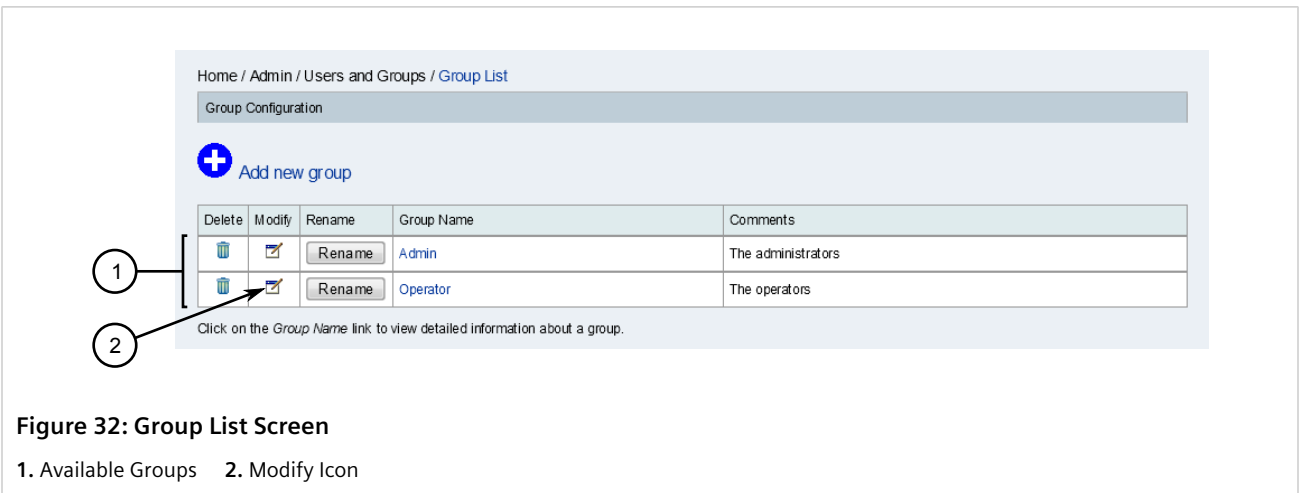 Home / Admin / Users and Groups / Group List
Group Configuration
Add new group
Delete Modify Rename Group Name Comments
1
Rename Admin The administrators
Rename Operator The operators
2
Click on the Group Name link to view detailed information about a group.
Figure 32: Group List Screen
1. Available Groups 2. Modify Icon